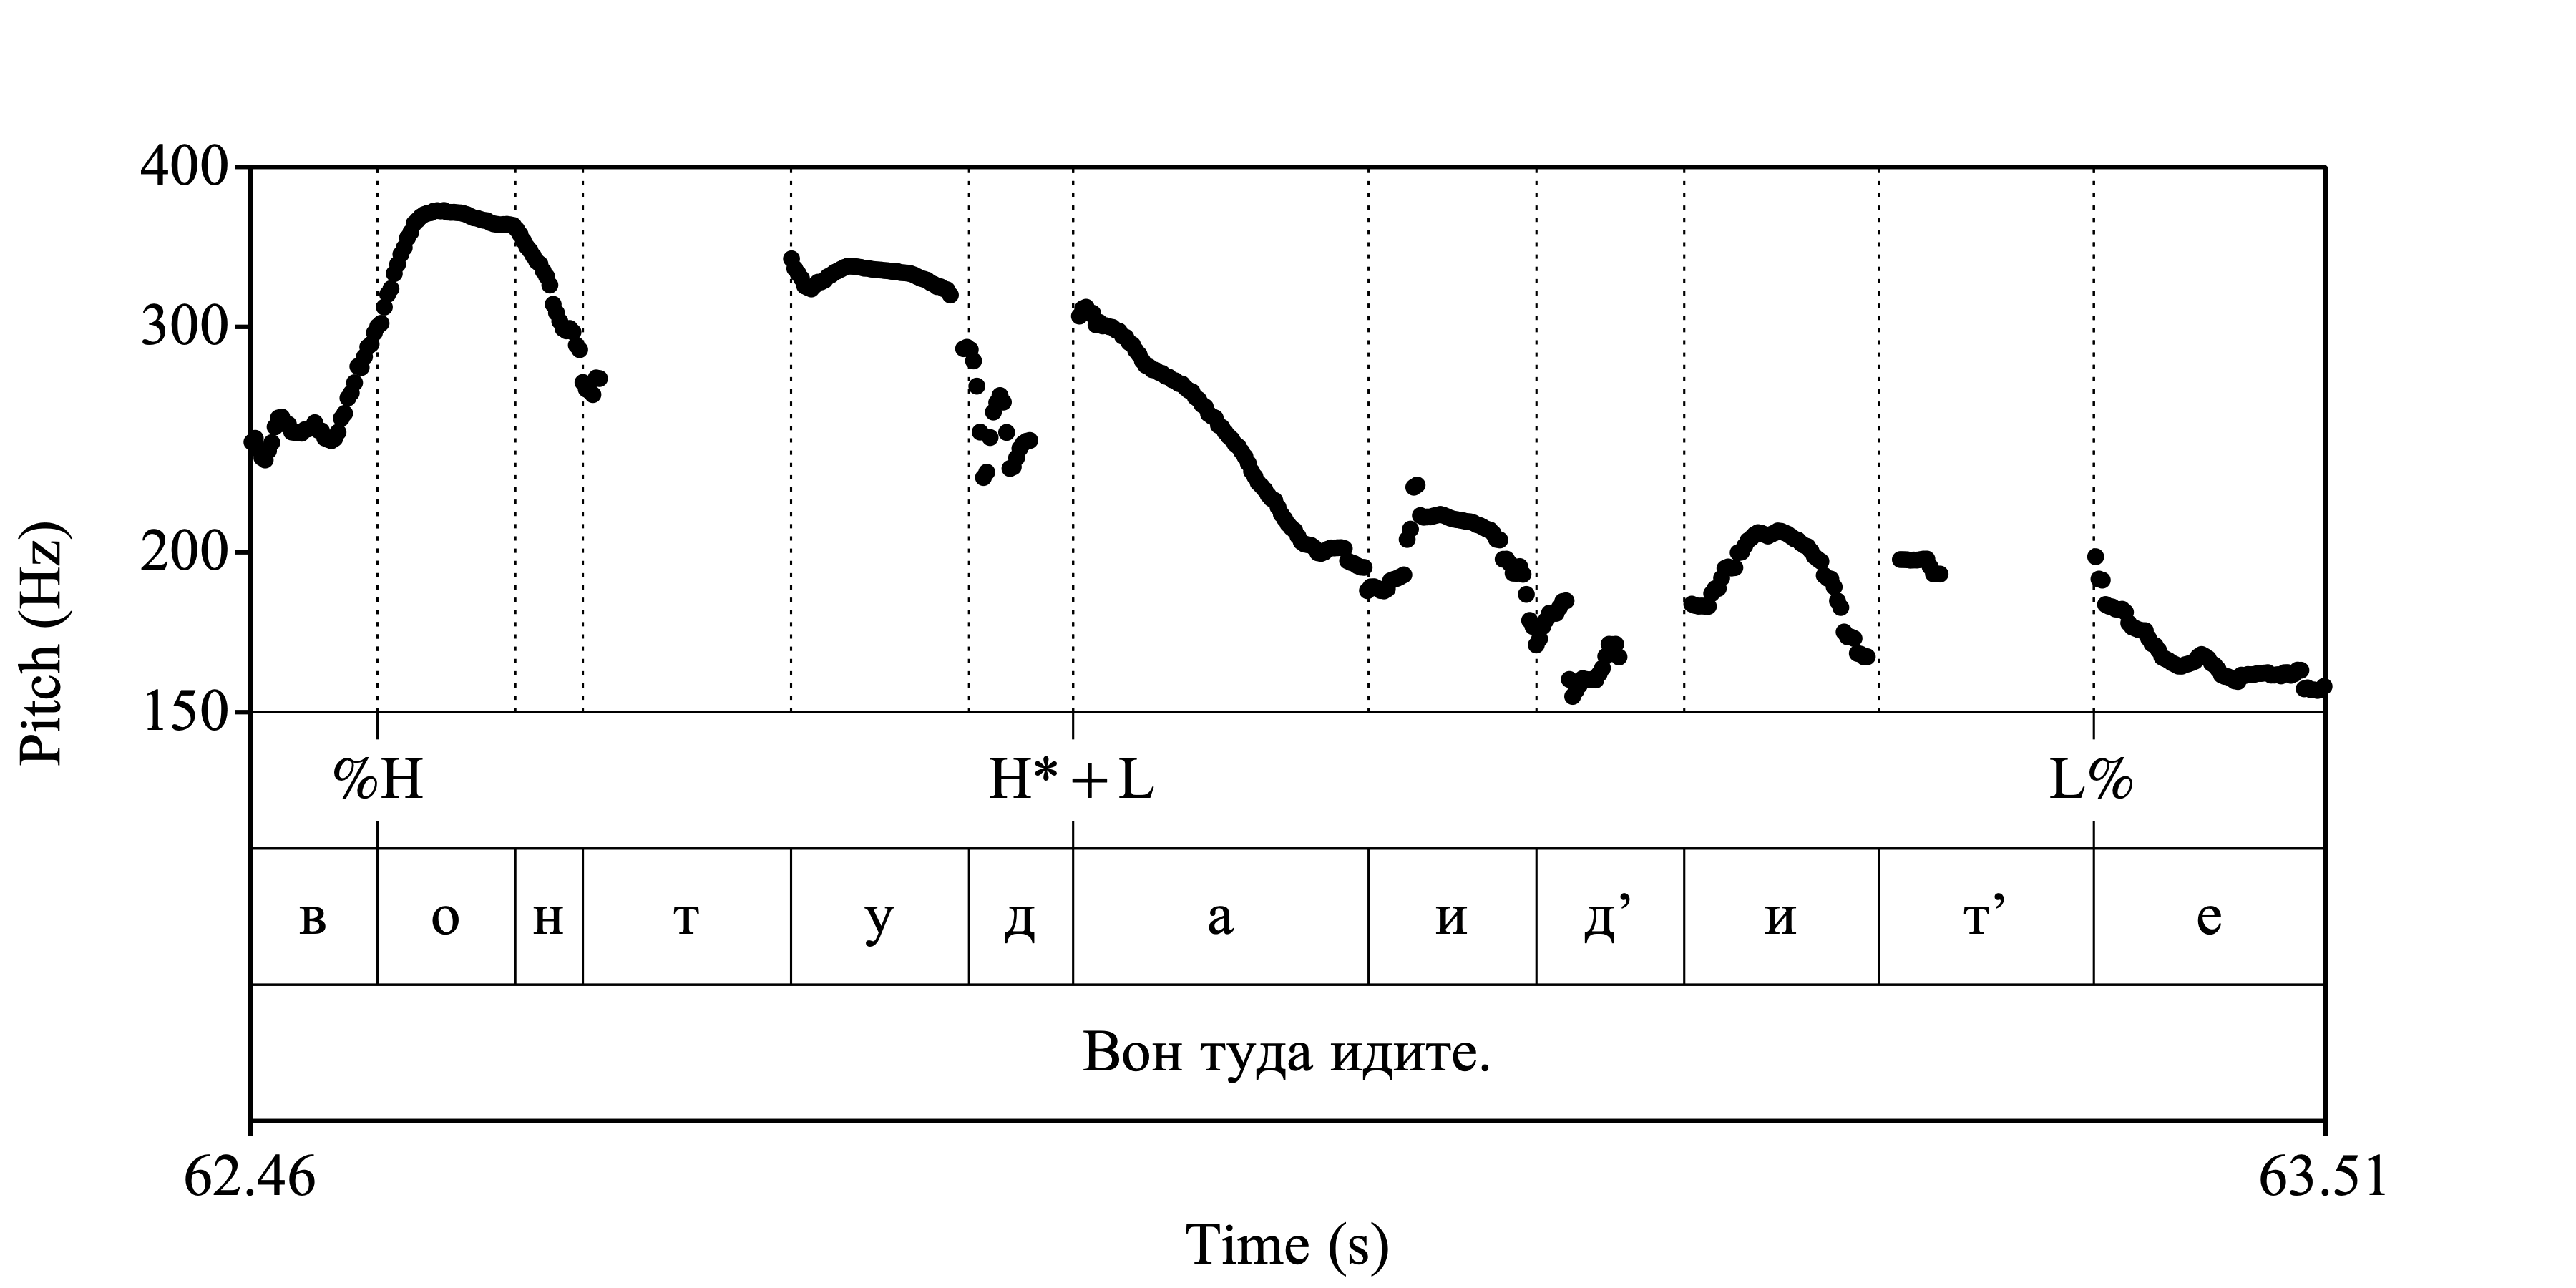 400
300
200
150
Pitch (Hz)
%H H* + L L%
в о н т у д а и д’ и т’ е
Вон туда идите.
62.46 63.51
Time (s)